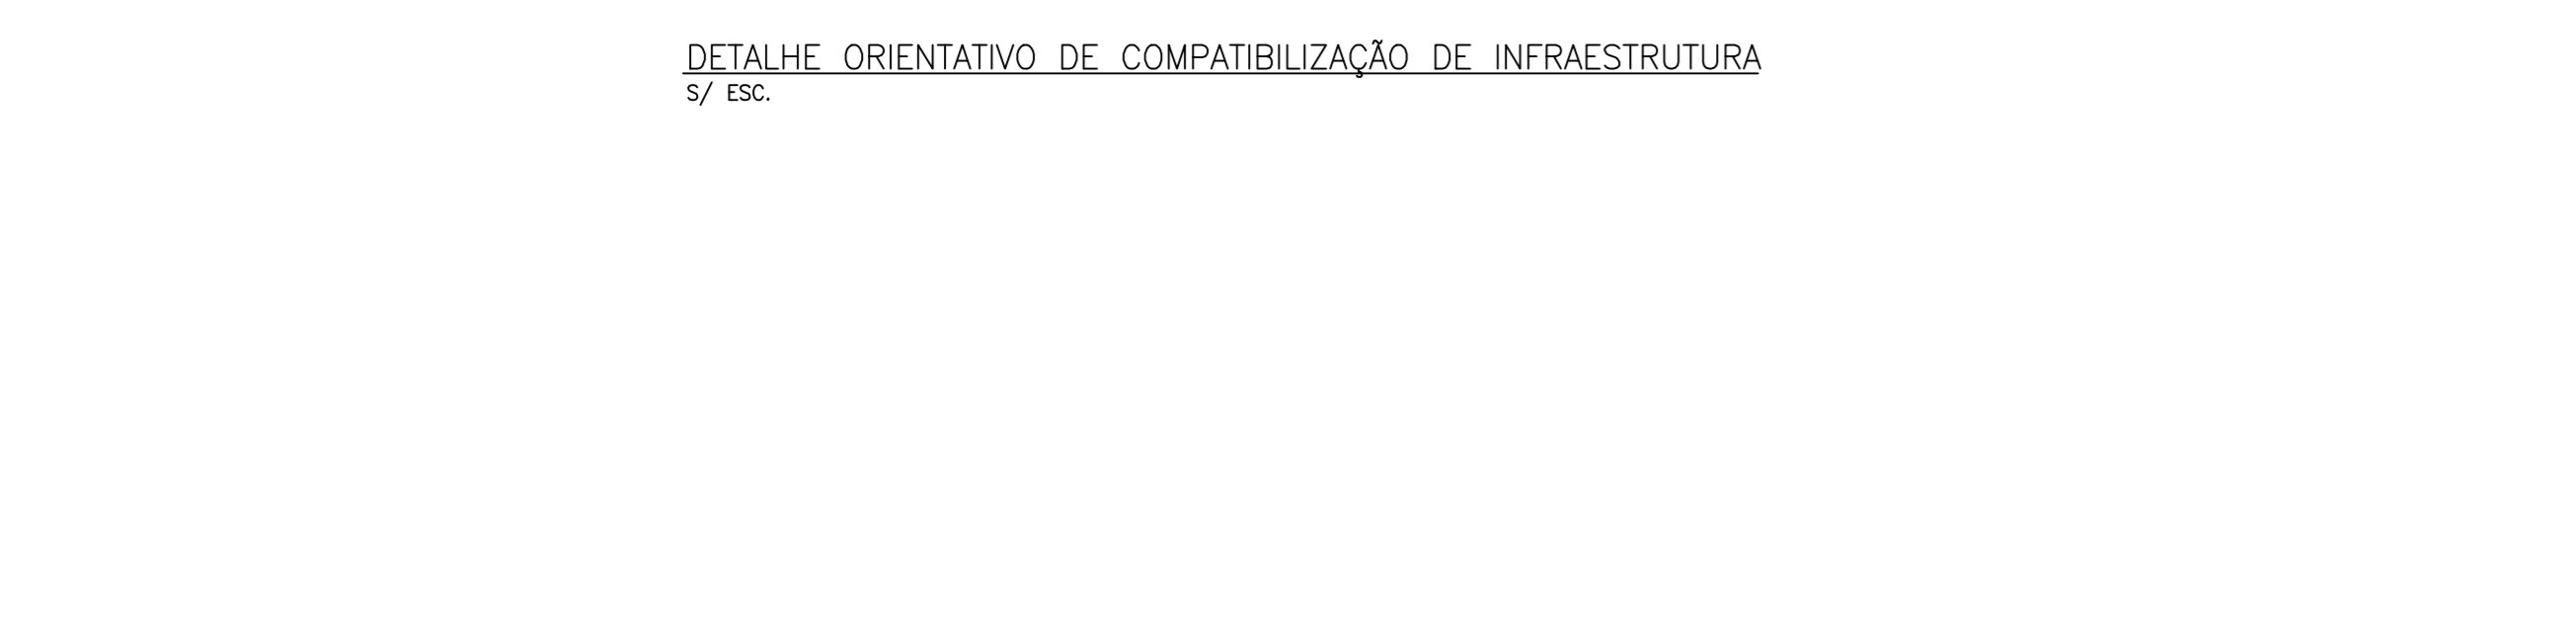 DETALHE ORIENTATIVO DE COMPATIBILIZAÇÃO DE INFRAESTRUTURA
S/ ESC.